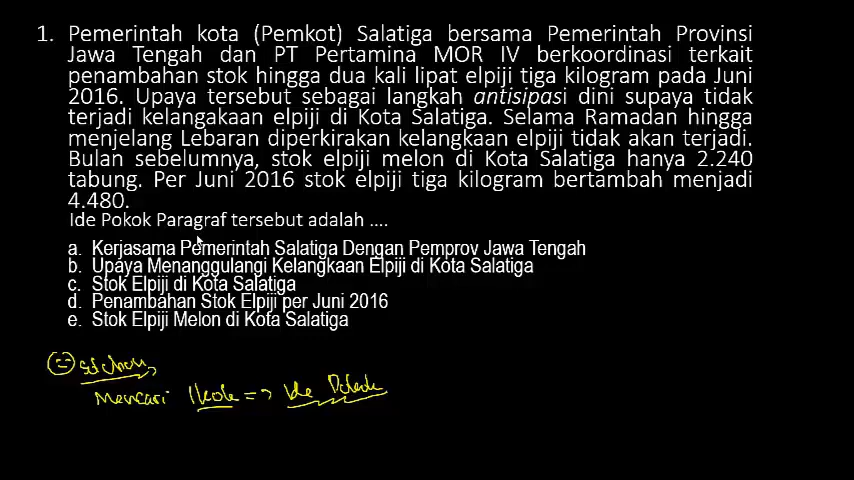 1. Pemerintah kota (Pemkot) Salatiga bersama Pemerintah Provinsi
Jawa Tengah dan PT Pertamina MOR IV berkoordinasi terkait
penambahan stok hingga dua kali lipat elpiji tiga kilogram pada Juni
2016. Upaya tersebut sebagai langkah antisipasi dini supaya tidak
terjadi kelangakaan elpiji di Kota Salatiga. Selama Ramadan hingga
menjelang Lebaran diperkirakan kelangkaan elpiji tidak akan terjadi.
Bulan sebelumnya, stok elpiji melon di Kota Salatiga hanya 2.240
tabung. Per Juni 2016 stok elpiji tiga kilogram bertambah menjadi
4.480.
Ide Pokok Paragraf tersebut adalah ....
a. Kerjasama Pemerintah Salatiga Dengan Pemprov Jawa Tengah
b. Upaya Menanggulangi Kelangkaan Elpiji di Kota Salatiga
c. Stok Elpiji di Kota Salatiga
d. Penambahan Stok Elpiji per Juni 2016
e. Stok Elpiji Melon di Kota Salatiga
Mencari => Ide Pokok